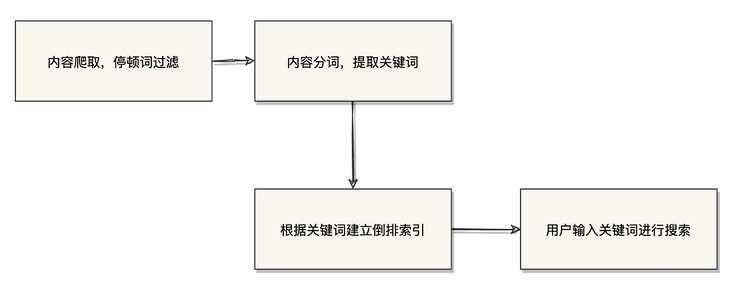 内容爬取，停顿词过滤
内容分词，提取关键词
根据关键词建立倒排索引
用户输入关键词进行搜索